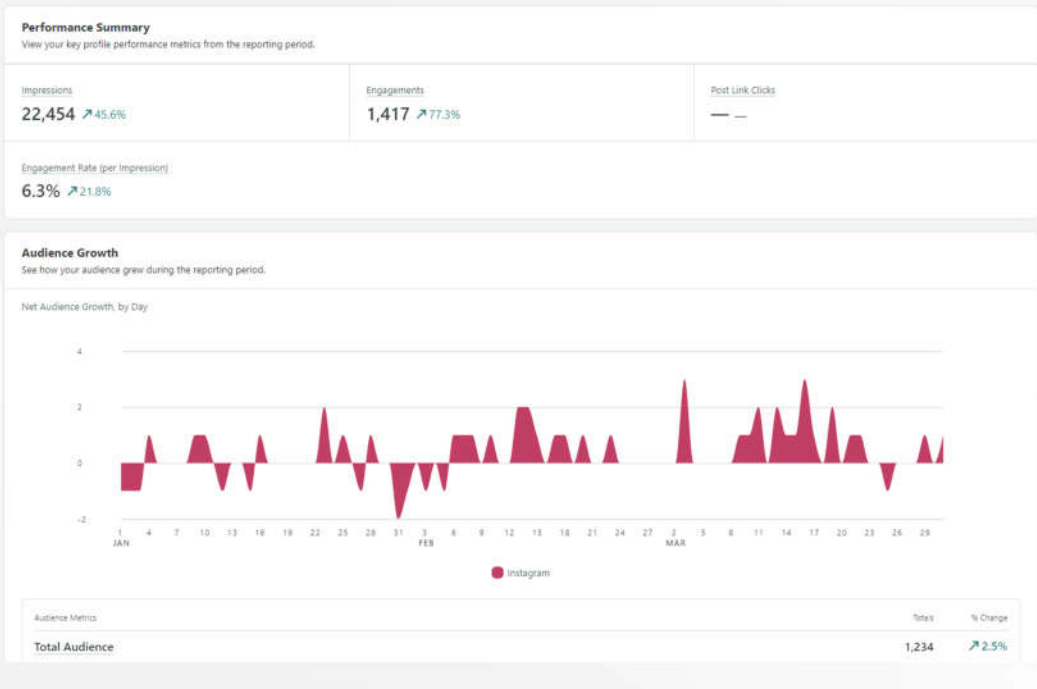 Performance Summary
View your key profile performance metrics from the reporting period.
Impressions
22,454 ↗45.6%
Engagements
1,417 ↗77.3%
Post Link Clicks
— —
Engagement Rate (per Impression)
6.3% ↗21.8%
Audience Growth
See how your audience grew during the reporting period.
Net Audience Growth, by Day
4
2
0
-2
1 4 7 10 13 16 19 22 25 28 31 3 6 9 12 15 18 21 24 27 2 5 8 11 14 17 20 23 26 29
JAN FEB MAR
Instagram
Audience Metrics Totals % Change
Total Audience 1,234 ↗2.5%